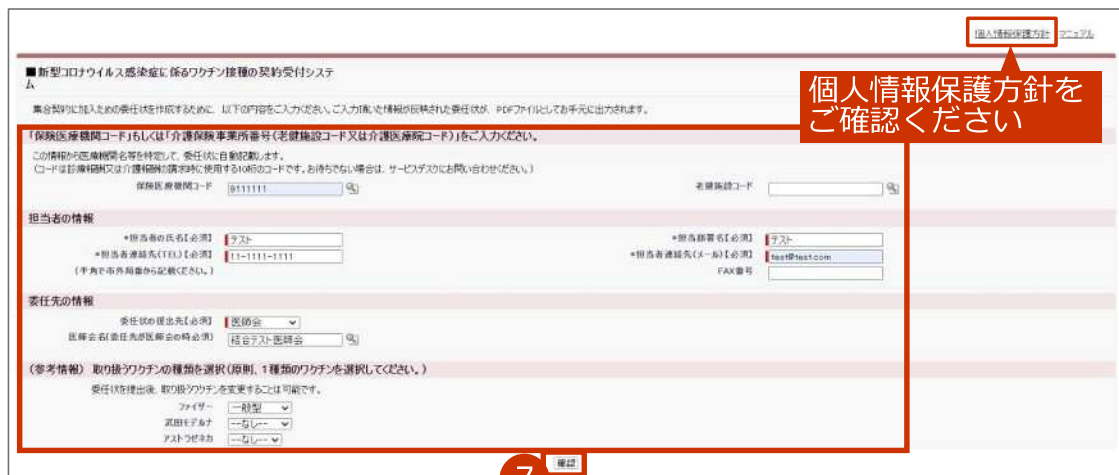 個人情報保護方針 マニュアル
■新型コロナウイルス感染症に係るワクチン接種の契約受付システ
ム
個人情報保護方針を
ご確認ください
集合契約に加入ための委任状を作成するために、以下の内容をご入力ください。ご入力頂いた情報が反映された委任状が、PDFファイルとしてお手元に出力されます。
「保険医療機関コード」もしくは「介護保険事業所番号(老健施設コード又は介護医療院コード)」をご入力ください。
この情報から医療機関名等を特定して、委任状に自動記載します。
(コードは診療報酬又は介護報酬の請求時に使用する10桁のコードです。お持ちでない場合は、サービスデスクにお問い合わせください。)
保険医療機関コード 9111111 老健施設コード
担当者の情報
*担当者の氏名【必須】 テスト *担当部署名【必須】 テスト
*担当者連絡先(TEL)【必須】 11-1111-1111 *担当者連絡先(メール)【必須】 test@test.com
(半角で市外局番から記載ください。) FAX番号
委任先の情報
委任状の提出先【必須】 医師会
医師会名(委任先が医師会の時必須) 結合テスト医師会
(参考情報) 取り扱うワクチンの種類を選択(原則、1種類のワクチンを選択してください。)
委任状を提出後、取り扱うワクチンを変更することは可能です。
ファイザー 一般型
武田モデルナ --なし--
アストラゼネカ --なし--
7 確認